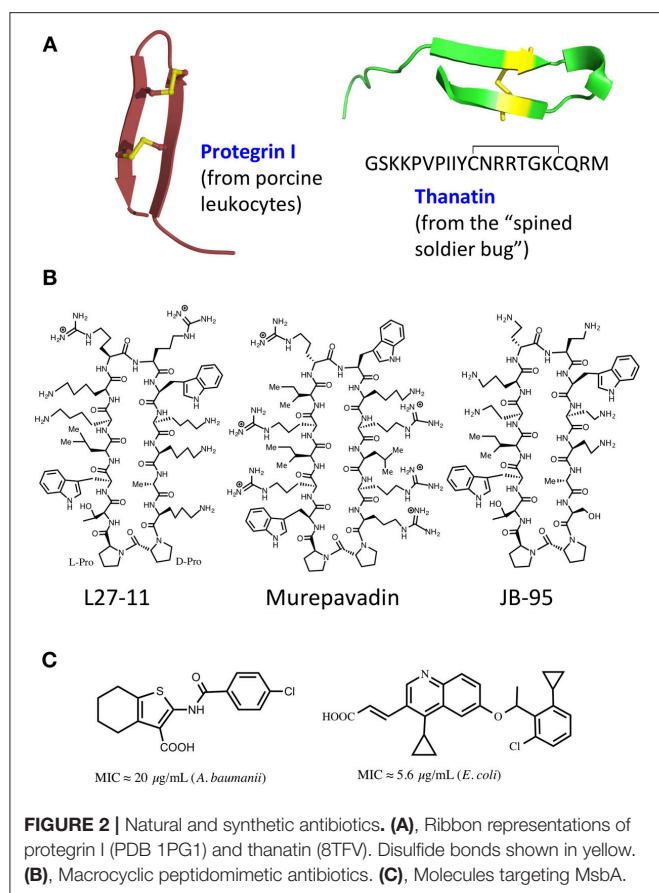 A
Protegrin I
(from porcine
leukocytes)
GSKKPVPIIYCNRRTGKCQRM
Thanatin
(from the “spined
soldier bug”)
B
L-Pro
D-Pro
L27-11
Murepavadin
JB-95
C
S
O
NH
Cl
COOH
MIC ≈ 20 µg/mL (A. baumanii)
N
HOOC
O
Cl
MIC ≈ 5.6 µg/mL (E. coli)
FIGURE 2 | Natural and synthetic antibiotics. (A), Ribbon representations of
protegrin I (PDB 1PG1) and thanatin (8TFV). Disulfide bonds shown in yellow.
(B), Macrocyclic peptidomimetic antibiotics. (C), Molecules targeting MsbA.